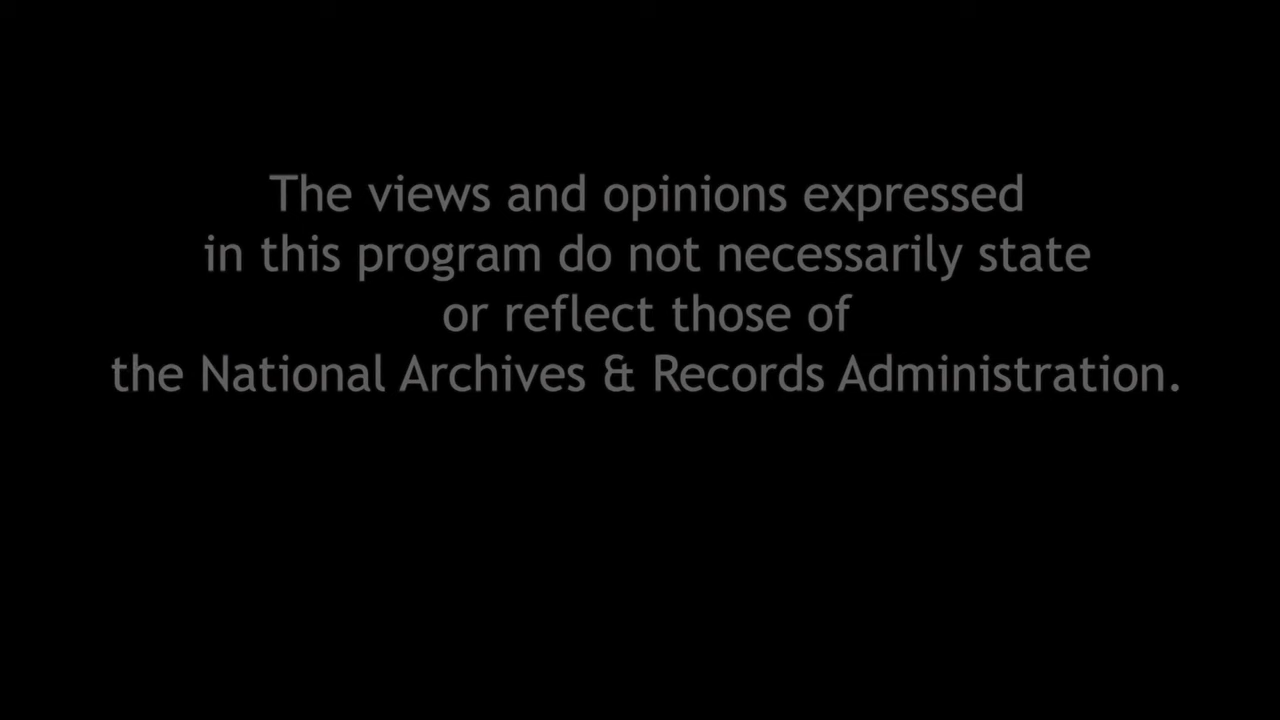 The views and opinions expressed
in this program do not necessarily state
or reflect those of
the National Archives & Records Administration.